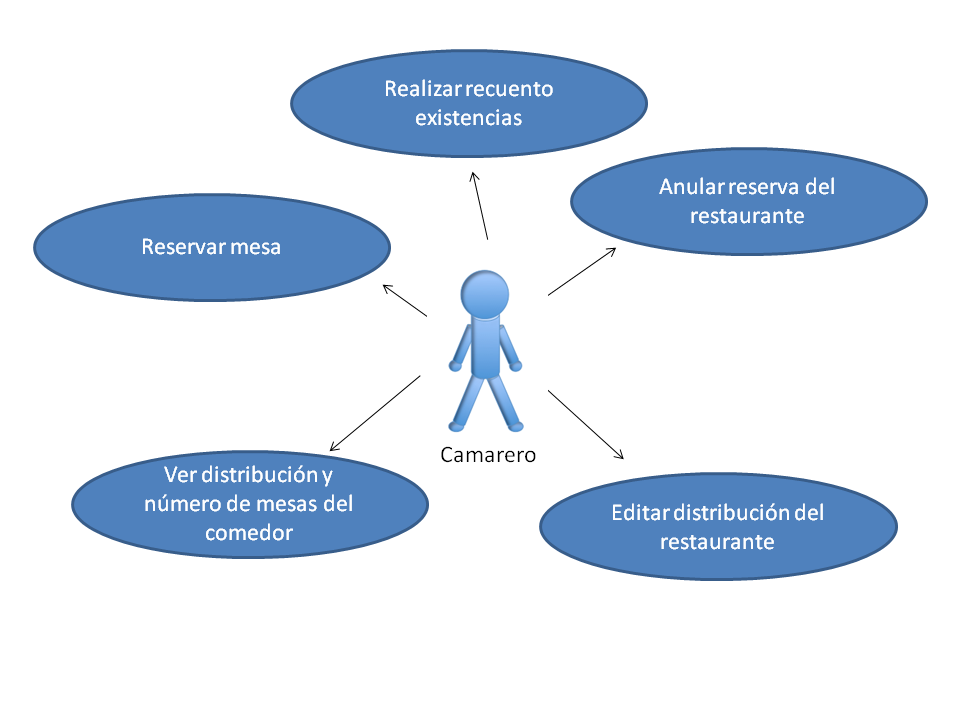 Realizar recuento
existencias
Anular reserva del
restaurante
Reservar mesa
Camarero
Ver distribución y
número de mesas del
comedor
Editar distribución del
restaurante